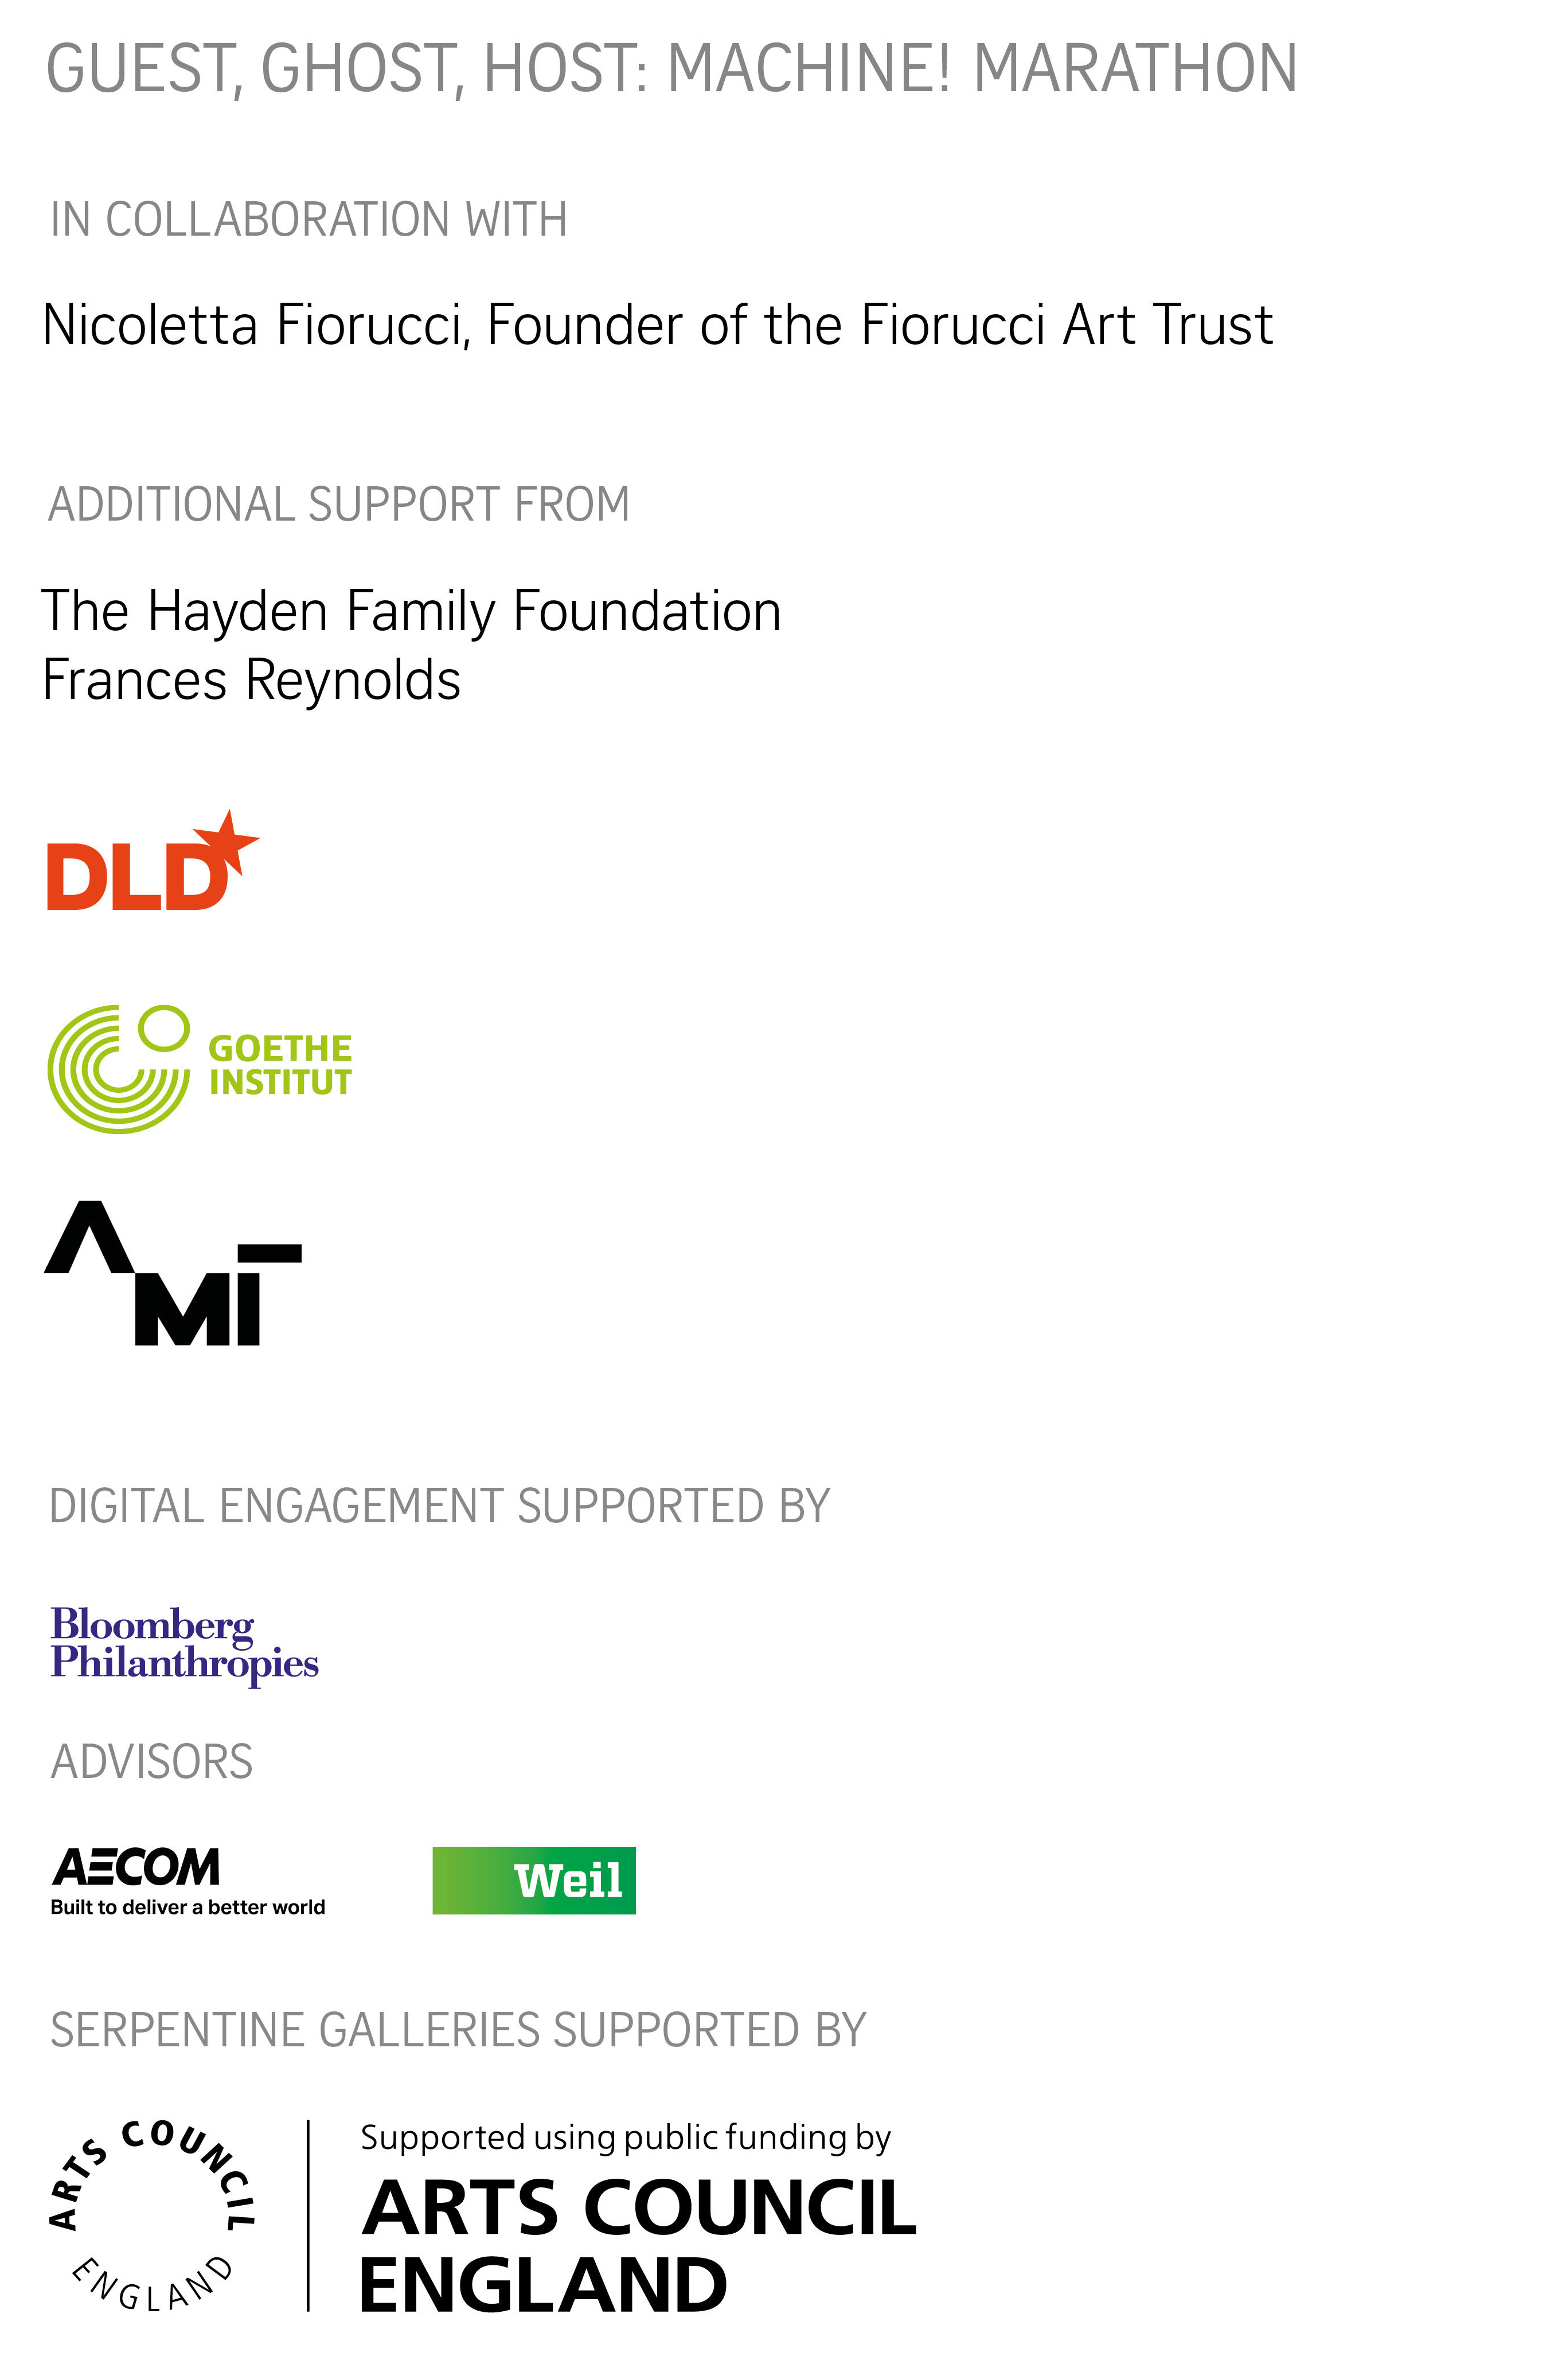 GUEST, GHOST, HOST: MACHINE! MARATHON
IN COLLABORATION WITH
Nicoletta Fiorucci, Founder of the Fiorucci Art Trust
ADDITIONAL SUPPORT FROM
The Hayden Family Foundation
Frances Reynolds
DLD
GOETHE
INSTITUT
AMI
DIGITAL ENGAGEMENT SUPPORTED BY
Bloomberg
Philanthropies
ADVISORS
AECOM
Built to deliver a better world
Weil
SERPENTINE GALLERIES SUPPORTED BY
ARTS COUNCIL
ENGLAND
Supported using public funding by
ARTS COUNCIL
ENGLAND